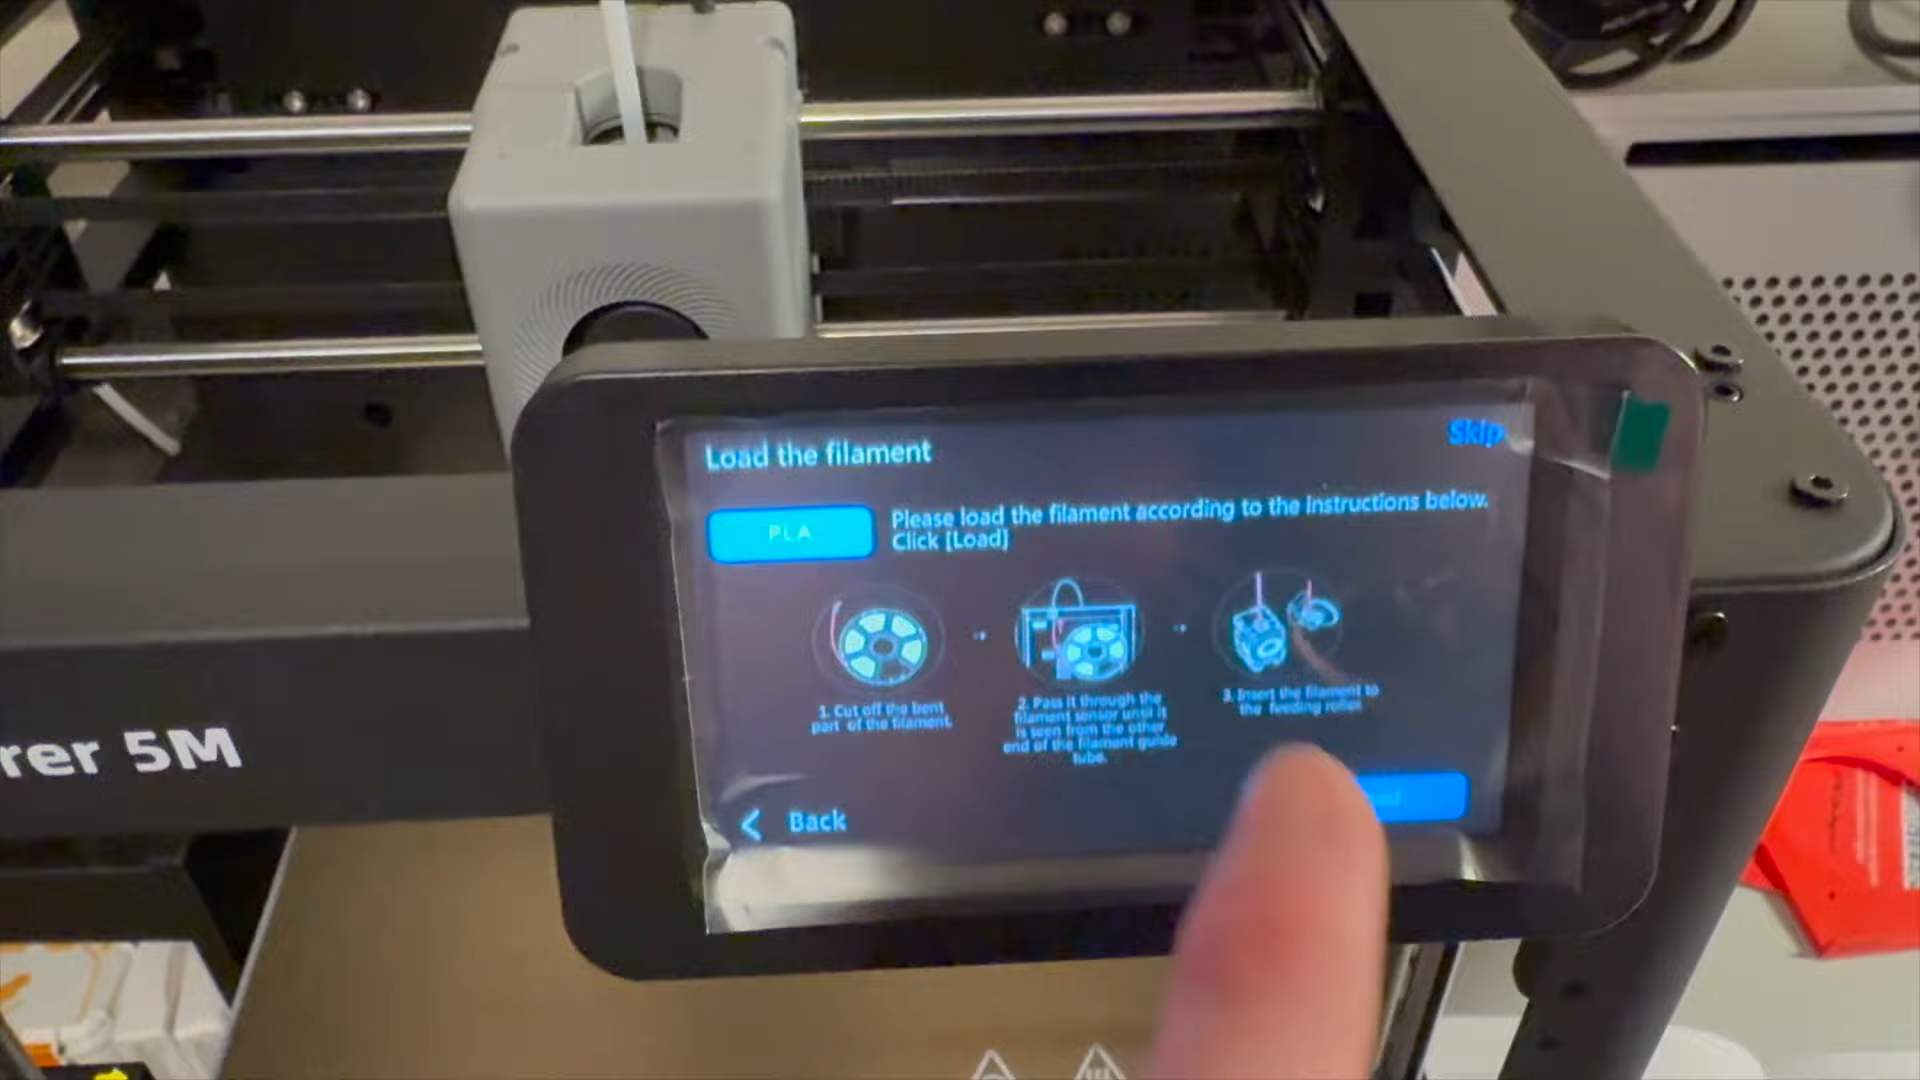 Load the filament
Skip
PLA
Please load the filament according to the instructions below.
Click [Load]
1. Cut off the bent
part of the filament.
2. Pass it through the
filament sensor until it
is seen from the other
end of the filament guide
tube.
3. Insert the filament to
the feeding roller
Back
rer 5M